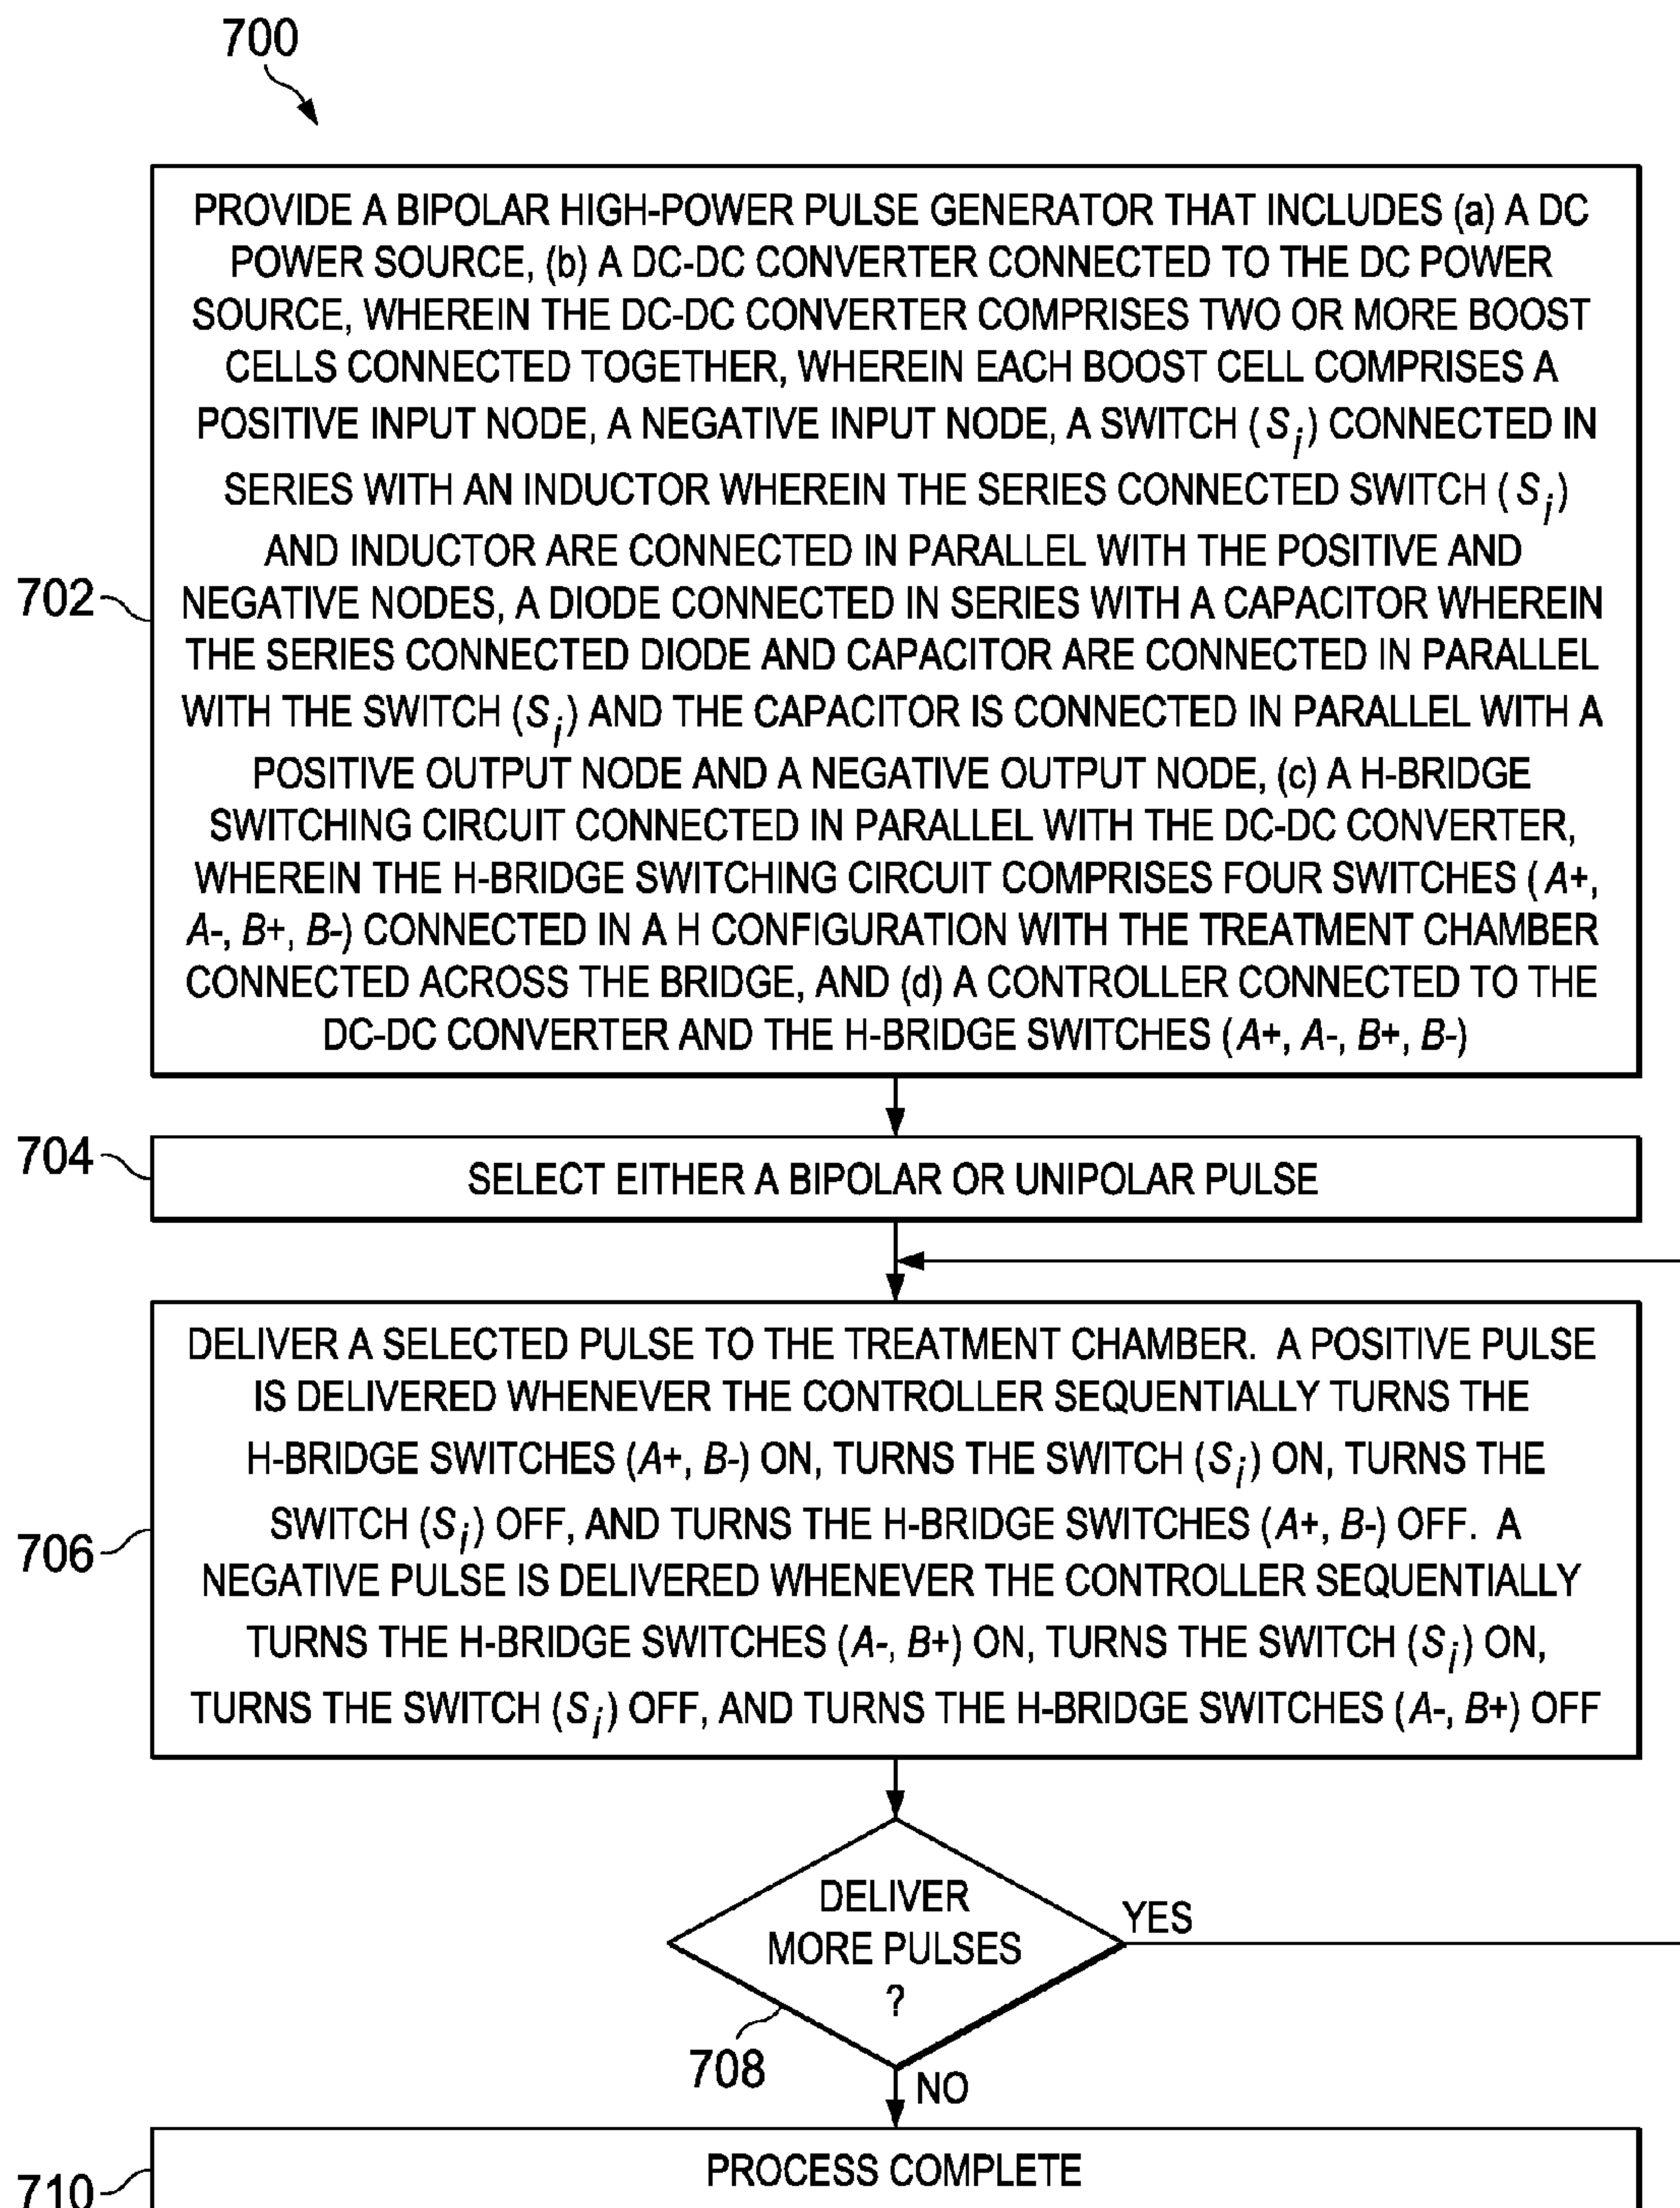 700
PROVIDE A BIPOLAR HIGH-POWER PULSE GENERATOR THAT INCLUDES (a) A DC
POWER SOURCE, (b) A DC-DC CONVERTER CONNECTED TO THE DC POWER
SOURCE, WHEREIN THE DC-DC CONVERTER COMPRISES TWO OR MORE BOOST
CELLS CONNECTED TOGETHER, WHEREIN EACH BOOST CELL COMPRISES A
POSITIVE INPUT NODE, A NEGATIVE INPUT NODE, A SWITCH (Si) CONNECTED IN
SERIES WITH AN INDUCTOR WHEREIN THE SERIES CONNECTED SWITCH (Si)
AND INDUCTOR ARE CONNECTED IN PARALLEL WITH THE POSITIVE AND
NEGATIVE NODES, A DIODE CONNECTED IN SERIES WITH A CAPACITOR WHEREIN
THE SERIES CONNECTED DIODE AND CAPACITOR ARE CONNECTED IN PARALLEL
WITH THE SWITCH (Si) AND THE CAPACITOR IS CONNECTED IN PARALLEL WITH A
POSITIVE OUTPUT NODE AND A NEGATIVE OUTPUT NODE, (c) A H-BRIDGE
SWITCHING CIRCUIT CONNECTED IN PARALLEL WITH THE DC-DC CONVERTER,
WHEREIN THE H-BRIDGE SWITCHING CIRCUIT COMPRISES FOUR SWITCHES (A+,
A-, B+, B-) CONNECTED IN A H CONFIGURATION WITH THE TREATMENT CHAMBER
CONNECTED ACROSS THE BRIDGE, AND (d) A CONTROLLER CONNECTED TO THE
DC-DC CONVERTER AND THE H-BRIDGE SWITCHES (A+, A-, B+, B-)
702
704
SELECT EITHER A BIPOLAR OR UNIPOLAR PULSE
DELIVER A SELECTED PULSE TO THE TREATMENT CHAMBER. A POSITIVE PULSE
IS DELIVERED WHENEVER THE CONTROLLER SEQUENTIALLY TURNS THE
H-BRIDGE SWITCHES (A+, B-) ON, TURNS THE SWITCH (Si) ON, TURNS THE
SWITCH (Si) OFF, AND TURNS THE H-BRIDGE SWITCHES (A+, B-) OFF. A
NEGATIVE PULSE IS DELIVERED WHENEVER THE CONTROLLER SEQUENTIALLY
TURNS THE H-BRIDGE SWITCHES (A-, B+) ON, TURNS THE SWITCH (Si) ON,
TURNS THE SWITCH (Si) OFF, AND TURNS THE H-BRIDGE SWITCHES (A-, B+) OFF
706
DELIVER
MORE PULSES
?
YES
708
NO
PROCESS COMPLETE
710